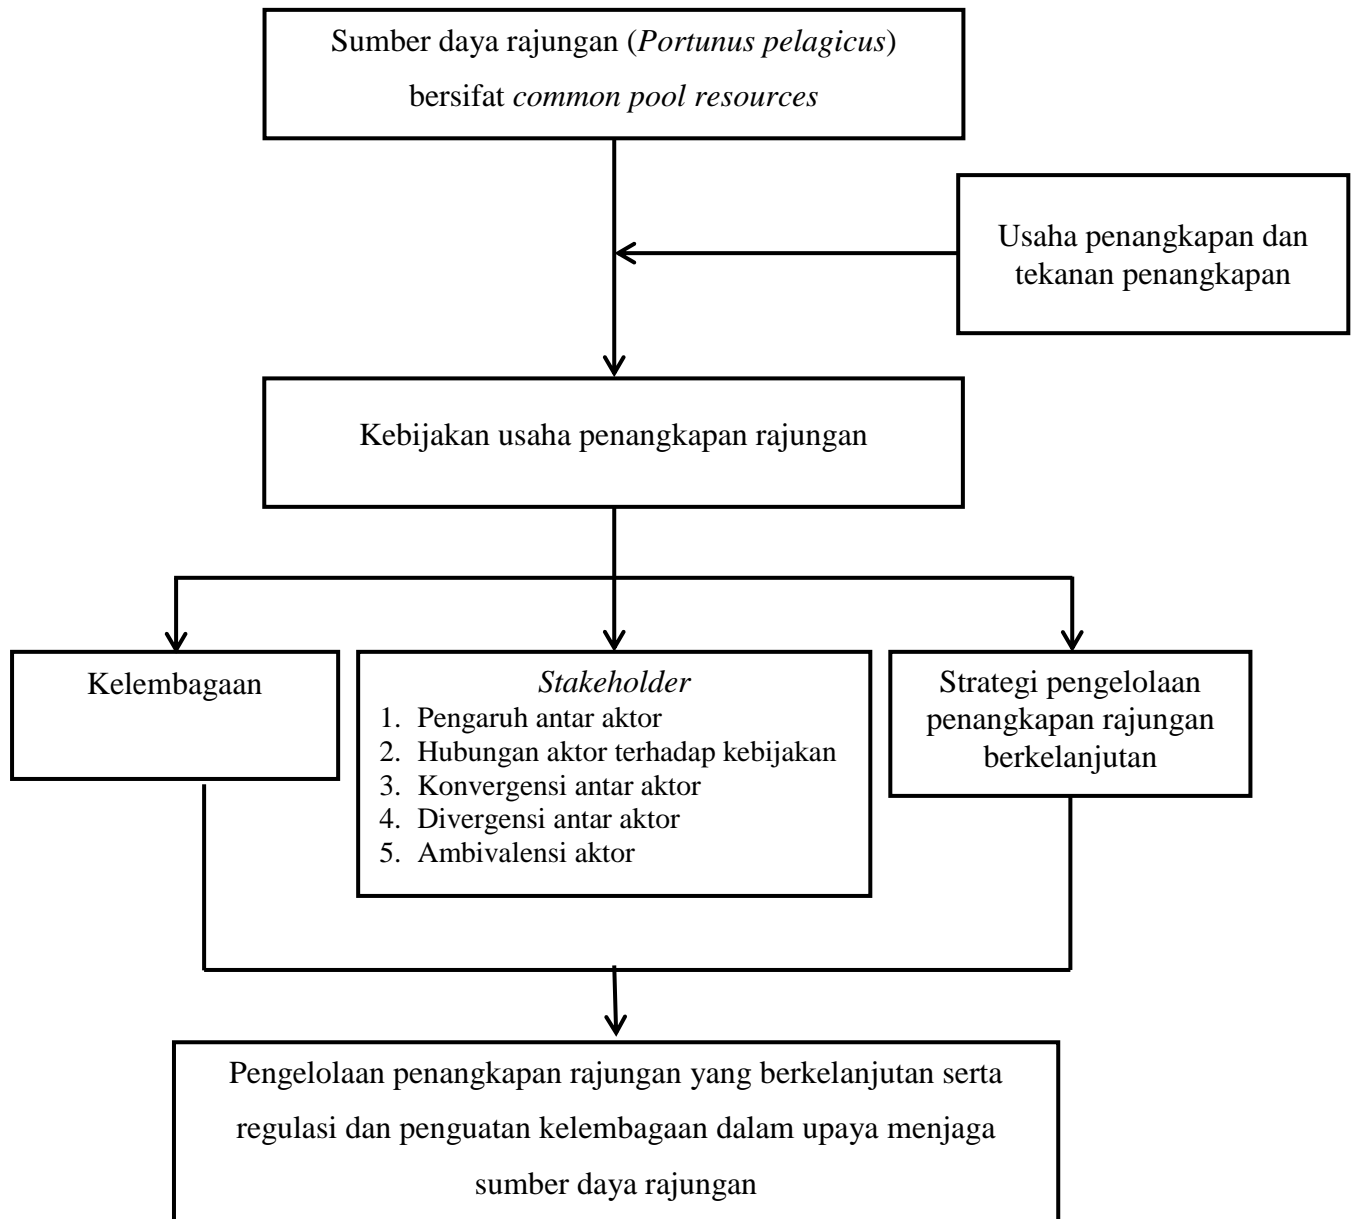 Sumber daya rajungan (Portunus pelagicus)
bersifat common pool resources
Usaha penangkapan dan
tekanan penangkapan
Kebijakan usaha penangkapan rajungan
Kelembagaan
Stakeholder
1. Pengaruh antar aktor
2. Hubungan aktor terhadap kebijakan
3. Konvergensi antar aktor
4. Divergensi antar aktor
5. Ambivalensi aktor
Strategi pengelolaan
penangkapan rajungan
berkelanjutan
Pengelolaan penangkapan rajungan yang berkelanjutan serta
regulasi dan penguatan kelembagaan dalam upaya menjaga
sumber daya rajungan